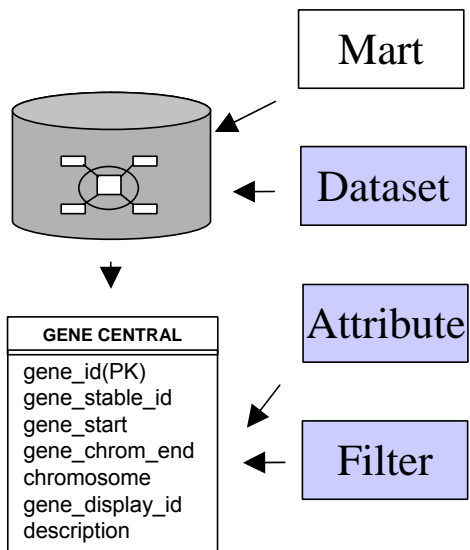 Mart
Dataset
Attribute
Filter
GENE CENTRAL
gene_id(PK)
gene_stable_id
gene_start
gene_chrom_end
chromosome
gene_display_id
description